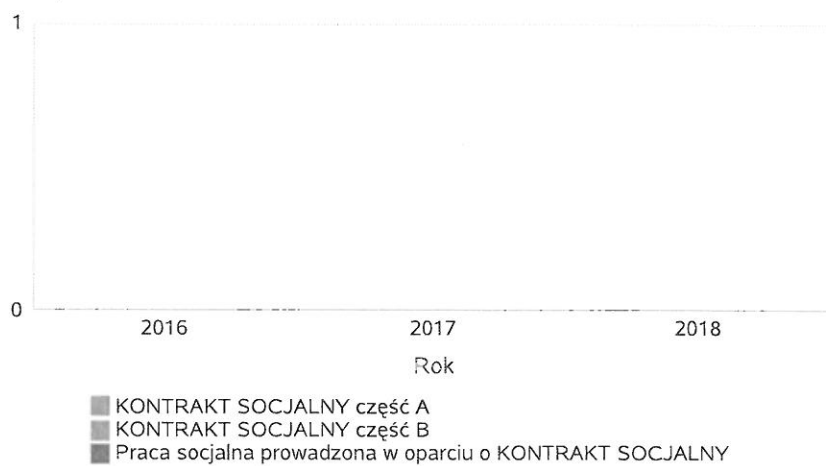 1
0
2016 2017 2018
Rok
KONTRAKT SOCJALNY część A
KONTRAKT SOCJALNY część B
Praca socjalna prowadzona w oparciu o KONTRAKT SOCJALNY